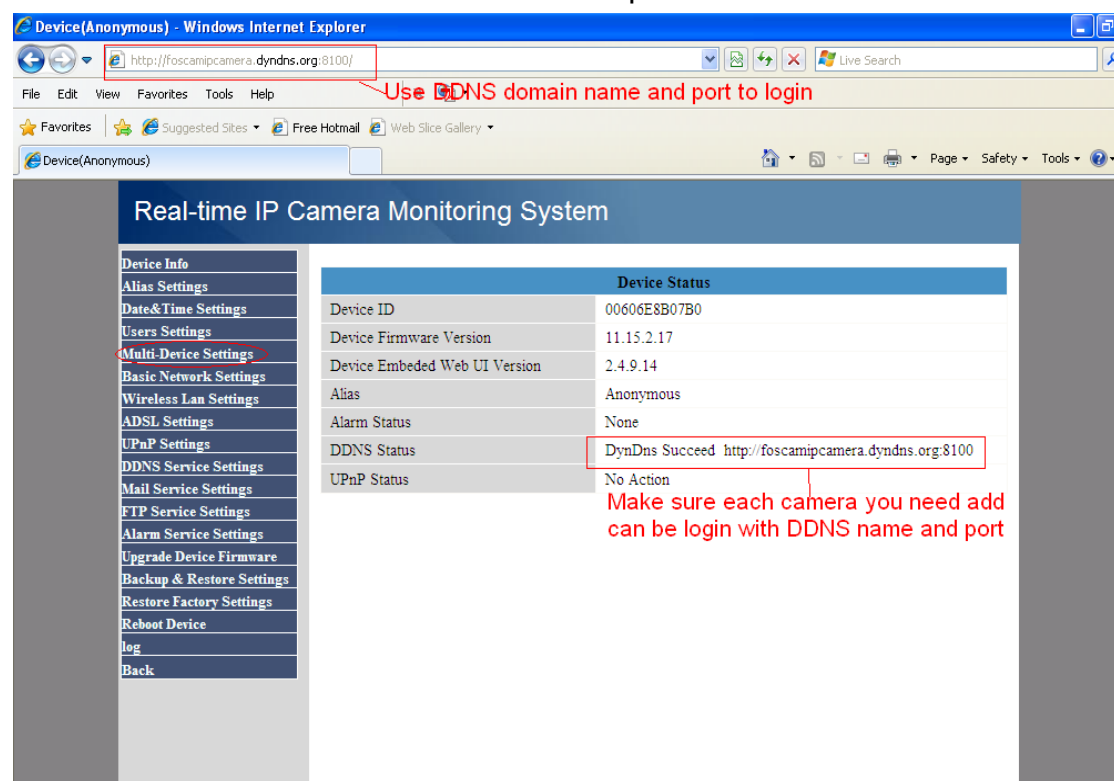 Device(Anonymous) - Windows Internet Explorer
http://foscamipcamera.dyndns.org:8100/
Live Search
File Edit View Favorites Tools Help
Use DDNS domain name and port to login
Favorites Suggested Sites Free Hotmail Web Slice Gallery
Device(Anonymous)
Page Safety Tools
Real-time IP Camera Monitoring System
Device Info
Alias Settings
Date&Time Settings
Users Settings
Multi-Device Settings
Basic Network Settings
Wireless Lan Settings
ADSL Settings
UPnP Settings
DDNS Service Settings
Mail Service Settings
FTP Service Settings
Alarm Service Settings
Upgrade Device Firmware
Backup & Restore Settings
Restore Factory Settings
Reboot Device
log
Back
Device Status
Device ID 00606E8B07B0
Device Firmware Version 11.15.2.17
Device Embeded Web UI Version 2.4.9.14
Alias Anonymous
Alarm Status None
DDNS Status DynDns Succeed http://foscamipcamera.dyndns.org:8100
UPnP Status No Action
Make sure each camera you need add
can be login with DDNS name and port